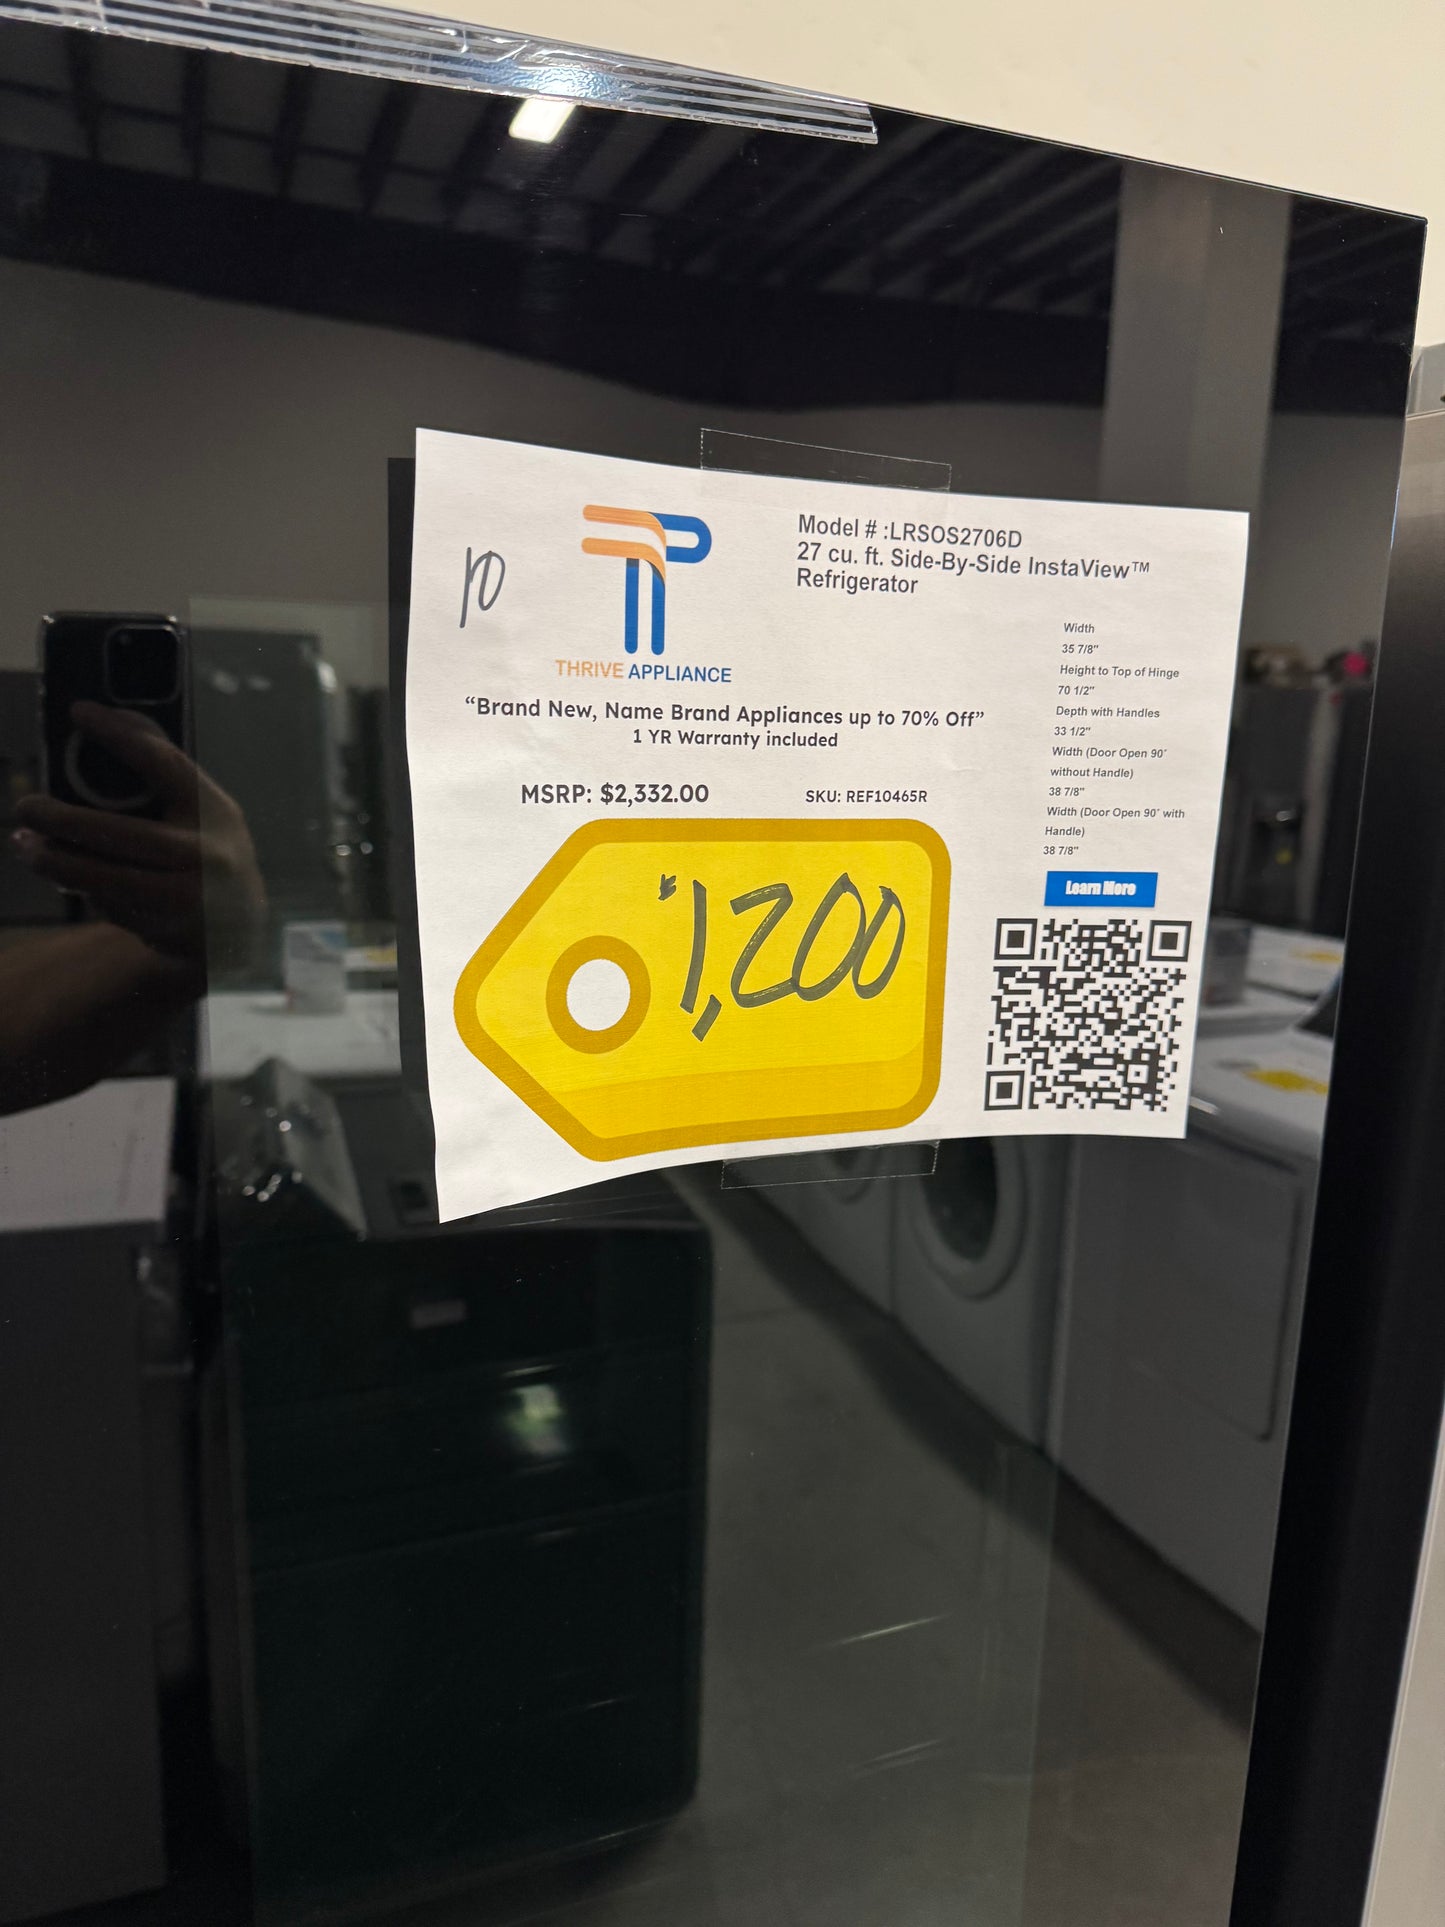 10
THRIVE APPLIANCE
Model # :LRSOS2706D
27 cu. ft. Side-By-Side InstaView™
Refrigerator
“Brand New, Name Brand Appliances up to 70% Off”
1 YR Warranty included
MSRP: $2,332.00
SKU: REF10465R
$1,200
Width
35 7/8"
Height to Top of Hinge
70 1/2"
Depth with Handles
33 1/2"
Width (Door Open 90˚
without Handle)
38 7/8"
Width (Door Open 90˚ with
Handle)
38 7/8"
Learn More